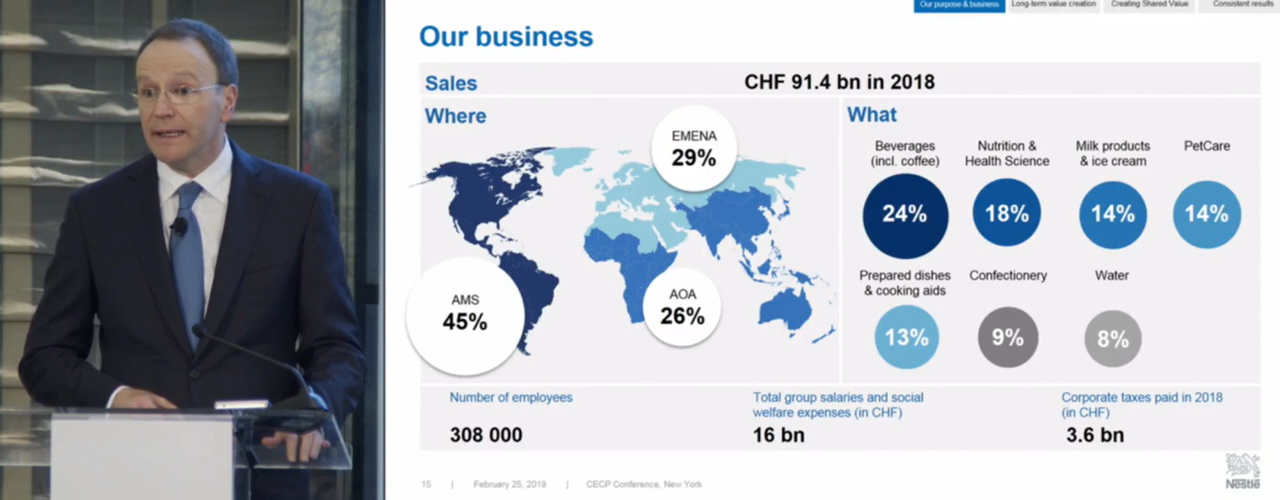 Our purpose & business
Long-term value creation
Creating Shared Value
Consistent results
Our business
Sales
CHF 91.4 bn in 2018
Where
What
EMENA
29%
AMS
45%
AOA
26%
Beverages
(incl. coffee)
24%
Nutrition &
Health Science
18%
Milk products
& ice cream
14%
PetCare
14%
Prepared dishes
& cooking aids
13%
Confectionery
9%
Water
8%
Number of employees
308 000
Total group salaries and social
welfare expenses (in CHF)
16 bn
Corporate taxes paid in 2018
(in CHF)
3.6 bn
15 | February 25, 2019 | CECP Conference, New York
Nestlé